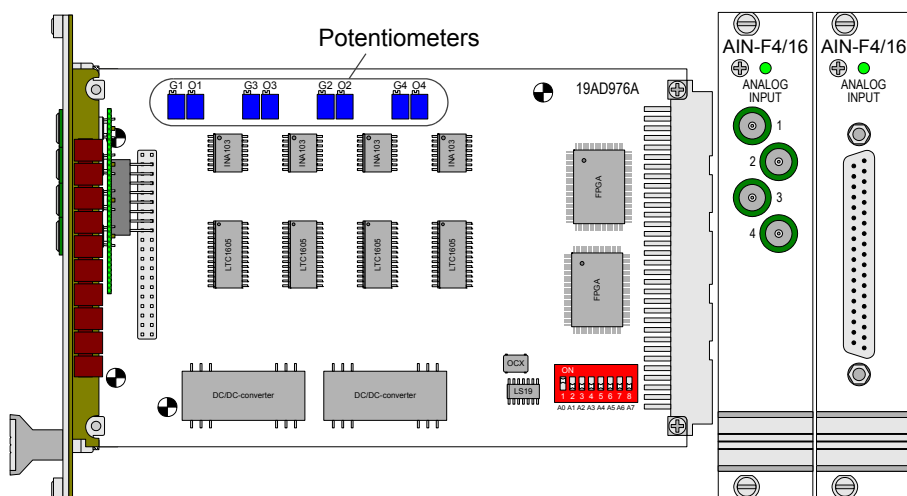 Potentiometers
G1 O1 G3 O3 G2 O2 G4 O4
19AD976A
INA103 INA103 INA103 INA103
FPGA
LTC1605 LTC1605 LTC1605 LTC1605
FPGA
DC/DC-converter DC/DC-converter
OCX
LS19
ON
1 2 3 4 5 6 7 8
A0 A1 A2 A3 A4 A5 A6 A7
AIN-F4/16
ANALOG
INPUT
1
2
3
4
AIN-F4/16
ANALOG
INPUT